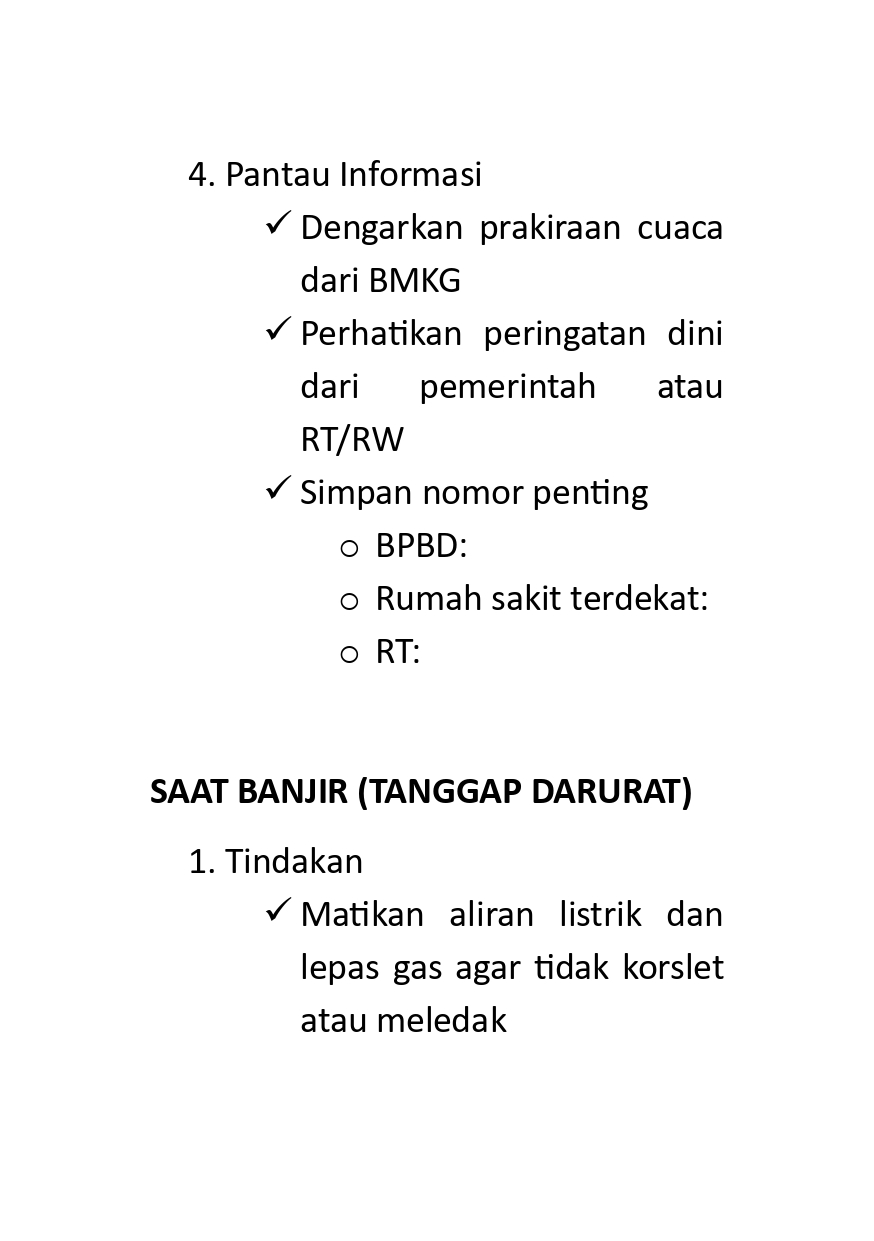 4. Pantau Informasi
✓ Dengarkan prakiraan cuaca
dari BMKG
✓ Perhatikan peringatan dini
dari pemerintah atau
RT/RW
✓ Simpan nomor penting
o BPBD:
o Rumah sakit terdekat:
o RT:
SAAT BANJIR (TANGGAP DARURAT)
1. Tindakan
✓ Matikan aliran listrik dan
lepas gas agar tidak korslet
atau meledak